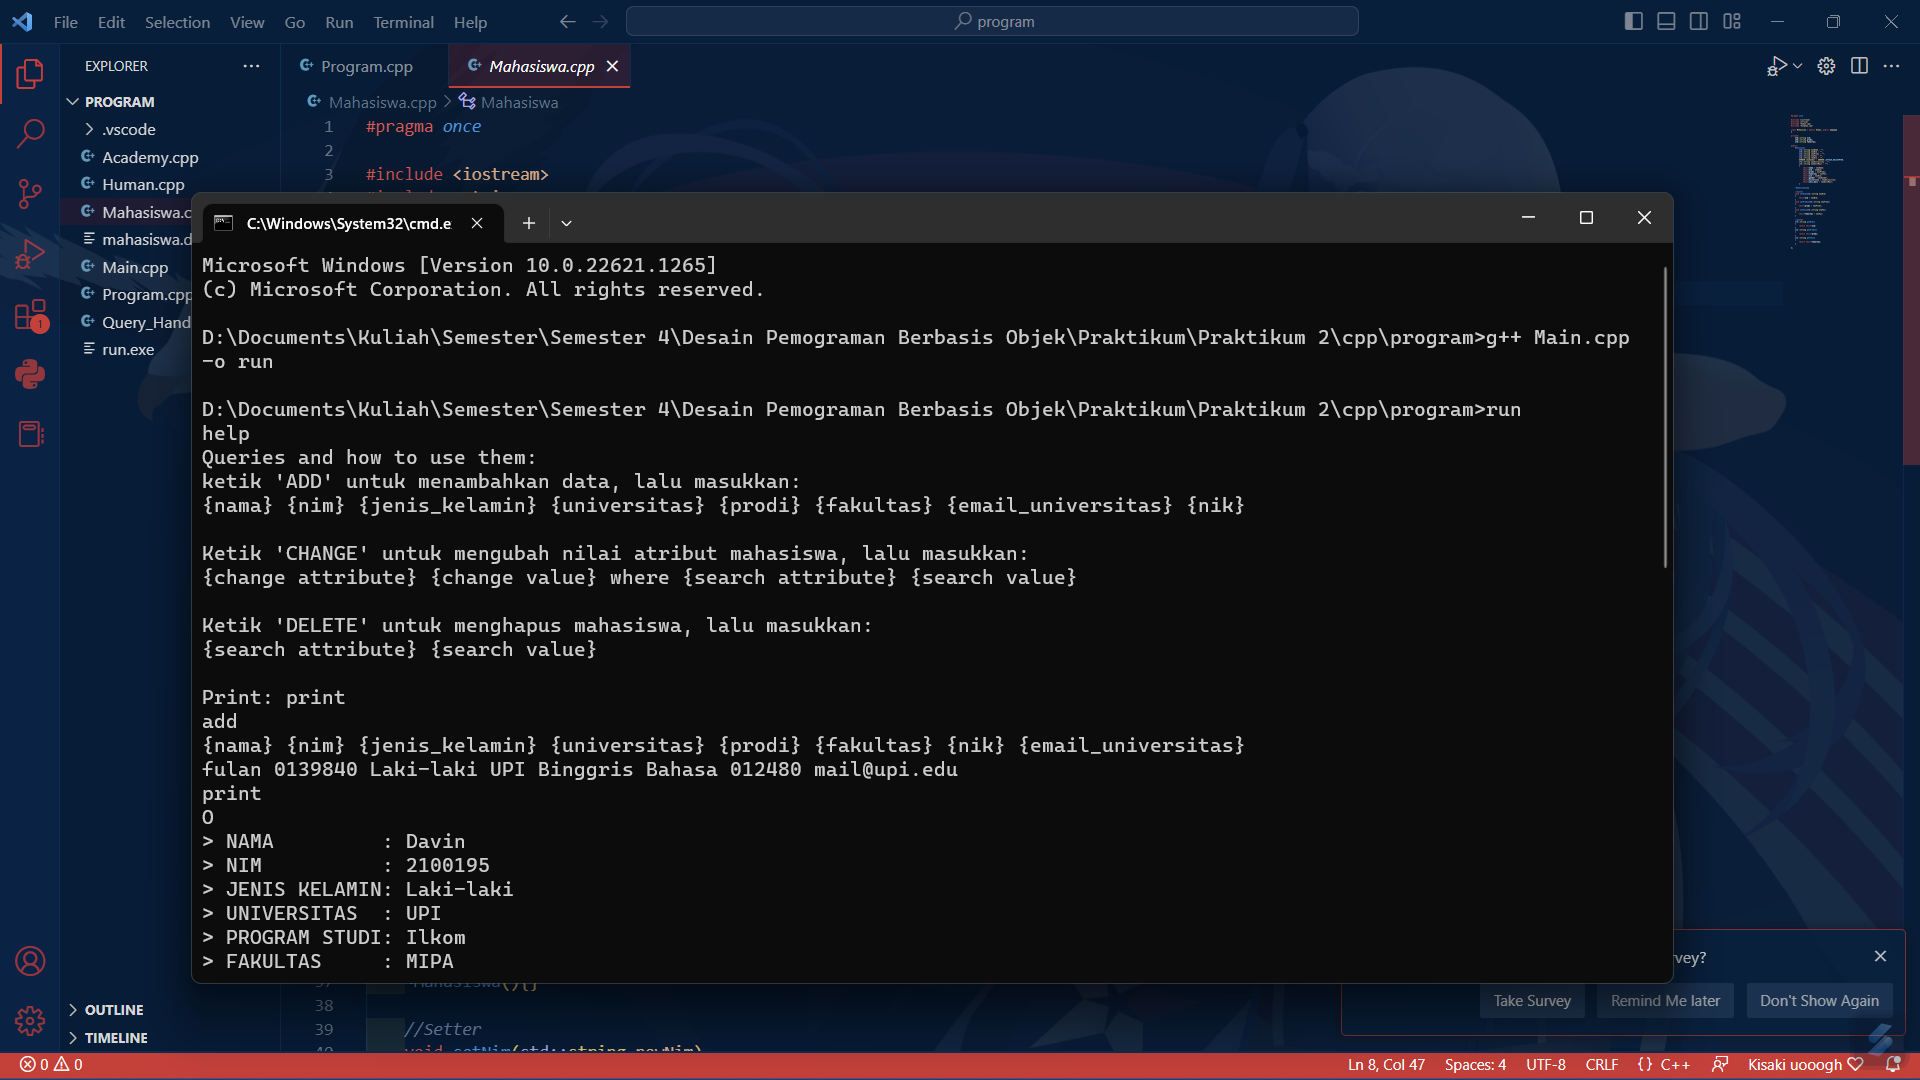 File Edit Selection View Go Run Terminal Help
program
EXPLORER
PROGRAM
.vscode
Academy.cpp
Human.cpp
Mahasiswa.c
mahasiswa.d
Main.cpp
Program.cpp
Query_Hand
run.exe
OUTLINE
TIMELINE
1
Program.cpp
Mahasiswa.cpp
Mahasiswa.cpp > Mahasiswa
1 #pragma once
2
3 #include <iostream>
C:\Windows\System32\cmd.e
Microsoft Windows [Version 10.0.22621.1265]
(c) Microsoft Corporation. All rights reserved.
D:\Documents\Kuliah\Semester\Semester 4\Desain Pemograman Berbasis Objek\Praktikum\Praktikum 2\cpp\program>g++ Main.cpp
-o run
D:\Documents\Kuliah\Semester\Semester 4\Desain Pemograman Berbasis Objek\Praktikum\Praktikum 2\cpp\program>run
help
Queries and how to use them:
ketik 'ADD' untuk menambahkan data, lalu masukkan:
{nama} {nim} {jenis_kelamin} {universitas} {prodi} {fakultas} {email_universitas} {nik}
Ketik 'CHANGE' untuk mengubah nilai atribut mahasiswa, lalu masukkan:
{change attribute} {change value} where {search attribute} {search value}
Ketik 'DELETE' untuk menghapus mahasiswa, lalu masukkan:
{search attribute} {search value}
Print: print
add
{nama} {nim} {jenis_kelamin} {universitas} {prodi} {fakultas} {nik} {email_universitas}
fulan 0139840 Laki-laki UPI Binggris Bahasa 012480 mail@upi.edu
print
O
> NAMA         : Davin
> NIM          : 2100195
> JENIS KELAMIN: Laki-laki
> UNIVERSITAS  : UPI
> PROGRAM STUDI: Ilkom
> FAKULTAS     : MIPA
38
39 //Setter
vey?
Take Survey
Remind Me later
Don't Show Again
0 0
Ln 8, Col 47
Spaces: 4
UTF-8
CRLF
{} C++
Kisaki uooogh